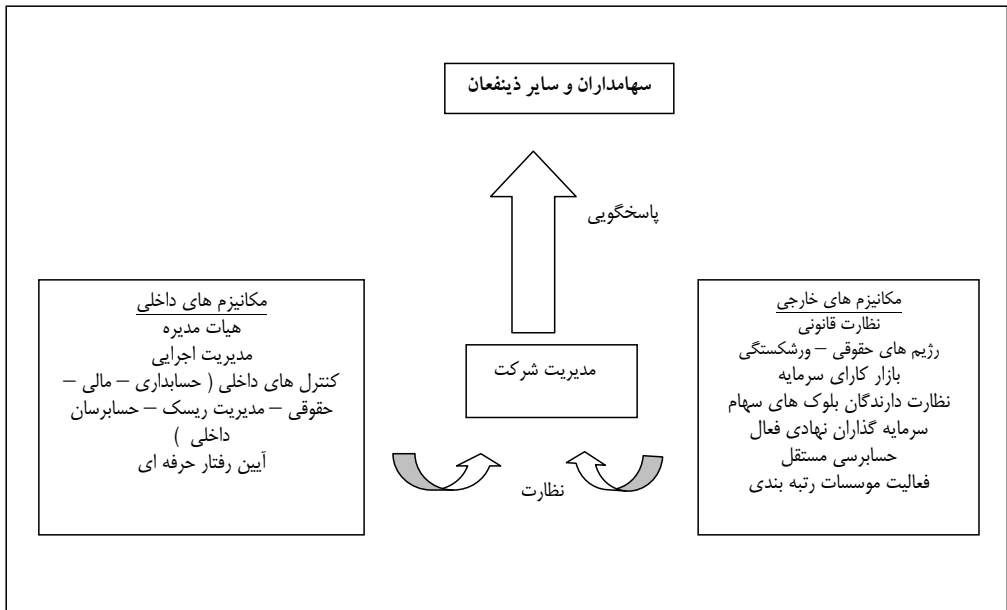 سهامداران و سایر ذینفعان
پاسخگویی
مکانیزم های خارجی
نظارت قانونی
رژیم های حقوقی – ورشکستگی
بازار کارای سرمایه
نظارت دارندگان بلوک های سهام
سرمایه گذاران نهادی فعال
حسابرسی مستقل
فعالیت موسسات رتبه بندی
مدیریت شرکت
نظارت
مکانیزم های داخلی
هیات مدیره
مدیریت اجرایی
کنترل های داخلی ( حسابداری – مالی –
حقوقی – مدیریت ریسک – حسابرسان
داخلی )
آیین رفتار حرفه ای